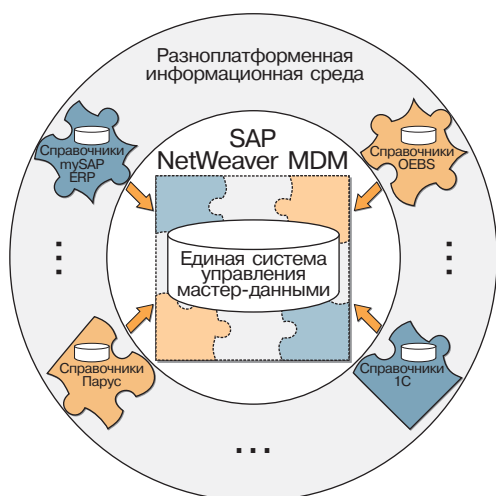 Разноплатформенная
информационная среда
SAP
NetWeaver MDM
Справочники
mySAP
ERP
Справочники
OEBS
Единая система
управления
мастер-данными
Справочники
Парус
Справочники
1С